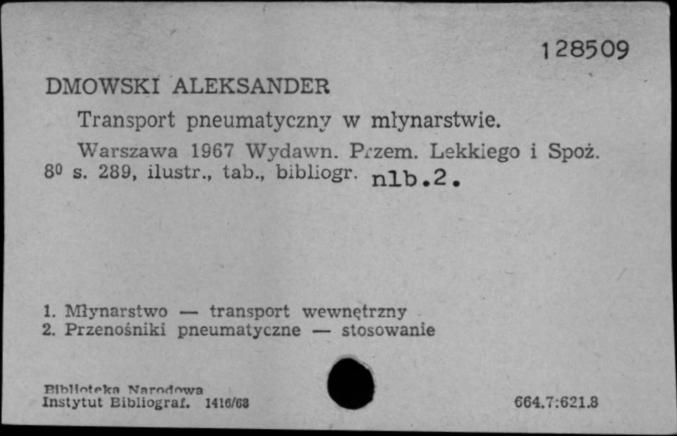 128509
DMOWSKI ALEKSANDER
Transport pneumatyczny w młynarstwie.
Warszawa 1967 Wydawn. Przem. Lekkiego i Spoż.
8⁰ s. 289, ilustr., tab., bibliogr. nlb.2.
1. Młynarstwo — transport wewnętrzny
2. Przenośniki pneumatyczne — stosowanie
Biblioteka Narodowa
Instytut Bibliograf. 1416/68
664.7:621.8